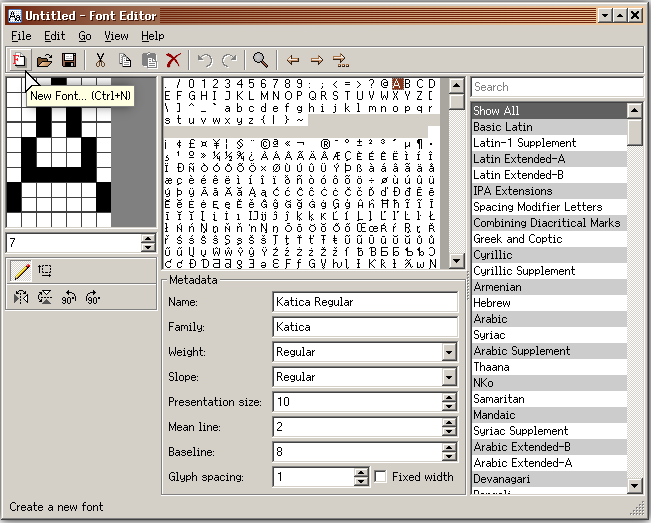 Untitled - Font Editor
File Edit Go View Help
New Font... (Ctrl+N)
. / 0 1 2 3 4 5 6 7 8 9 : ; < = > ? @ A B C D
E F G H I J K L M N O P Q R S T U V W X Y Z [
\ ] ^ _ ` a b c d e f g h i j k l m n o p q r
s t u v w x y z { | } ~
7
Metadata
Name: Katica Regular
Family: Katica
Weight: Regular
Slope: Regular
Presentation size: 10
Mean line: 2
Baseline: 8
Glyph spacing: 1 Fixed width
Search
Show All
Basic Latin
Latin-1 Supplement
Latin Extended-A
Latin Extended-B
IPA Extensions
Spacing Modifier Letters
Combining Diacritical Marks
Greek and Coptic
Cyrillic
Cyrillic Supplement
Armenian
Hebrew
Arabic
Syriac
Arabic Supplement
Thaana
NKo
Samaritan
Mandaic
Syriac Supplement
Arabic Extended-B
Arabic Extended-A
Devanagari
Create a new font